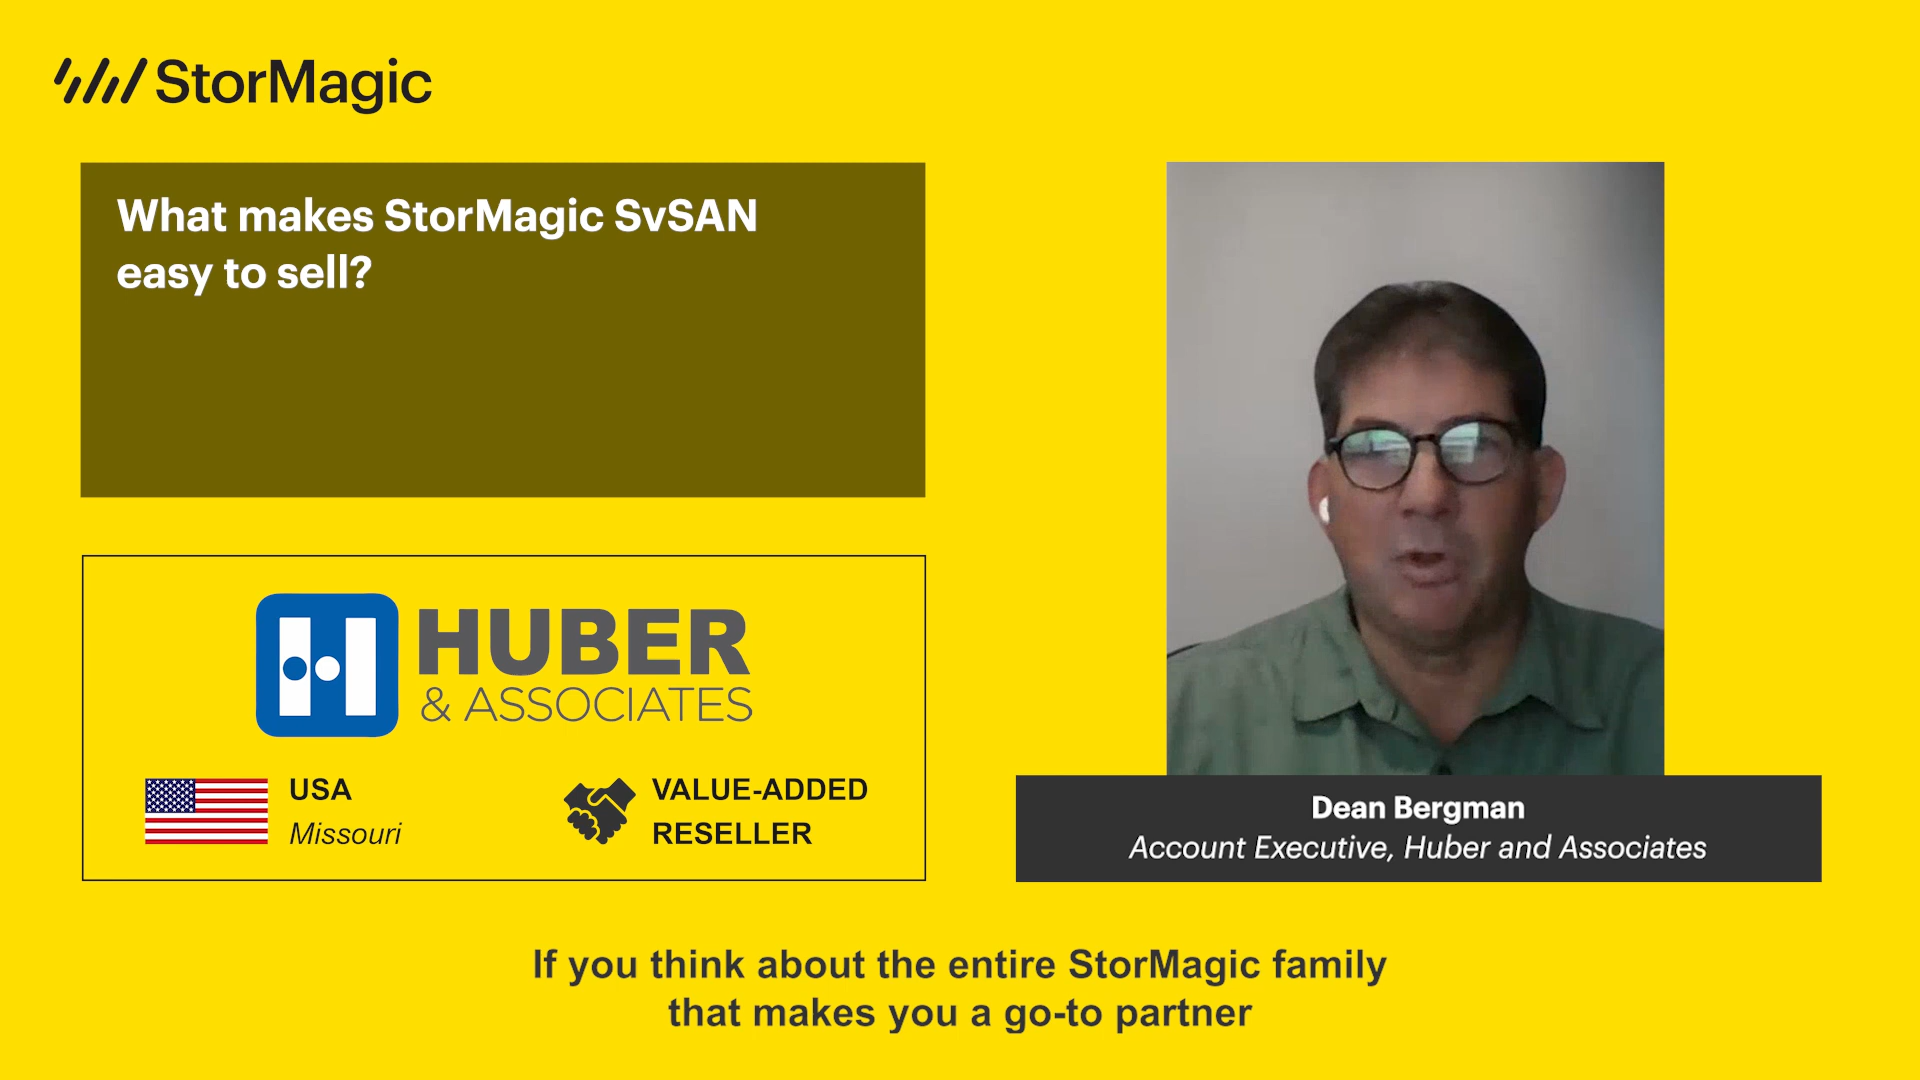 StorMagic
What makes StorMagic SvSAN
easy to sell?
HUBER
& ASSOCIATES
USA
Missouri
VALUE-ADDED
RESELLER
Dean Bergman
Account Executive, Huber and Associates
If you think about the entire StorMagic family
that makes you a go-to partner